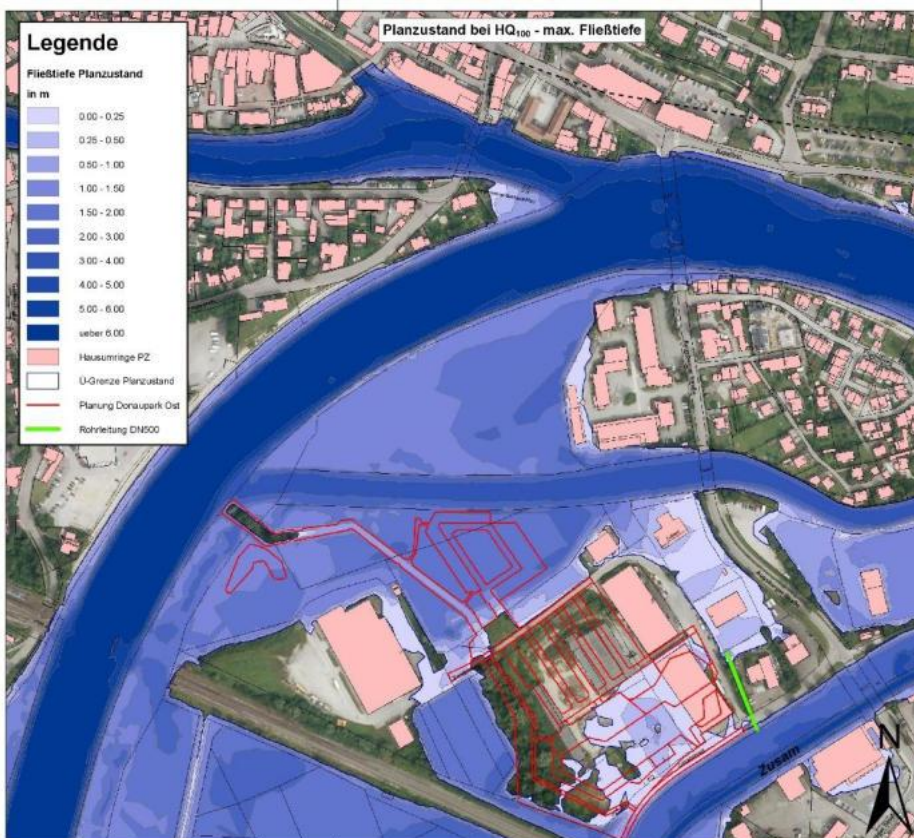 Planzustand bei HQ₁₀₀ - max. Fließtiefe
Legende
Fließtiefe Planzustand
in m
0.00 - 0.25
0.25 - 0.50
0.50 - 1.00
1.00 - 1.50
1.50 - 2.00
2.00 - 3.00
3.00 - 4.00
4.00 - 5.00
5.00 - 6.00
ueber 6.00
Hausumringe PZ
Ü-Grenze Planzustand
Planung Donaupark Ost
Rohrleitung DN500
Zusam
N